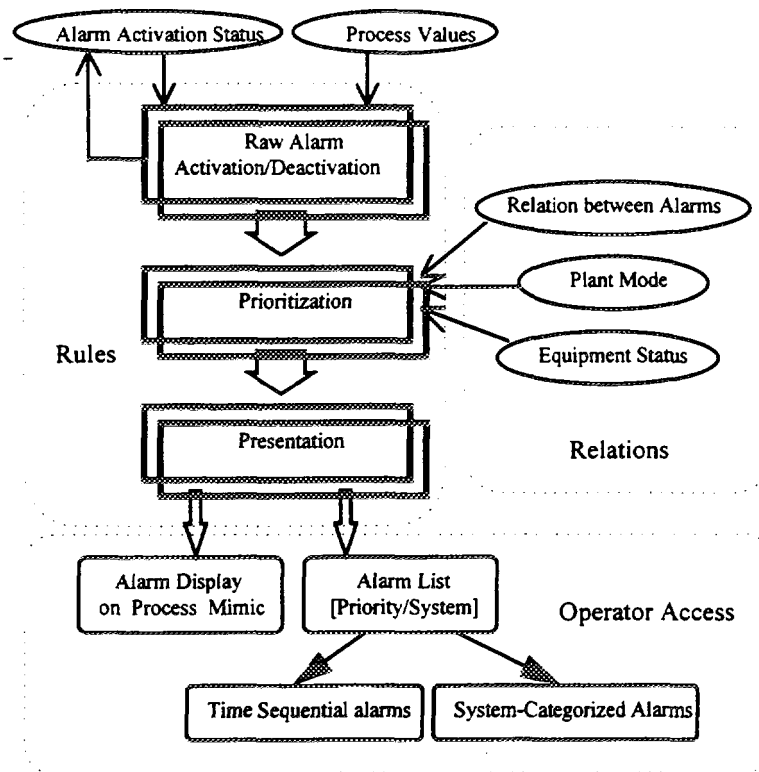 Alarm Activation Status
Process Values
Raw Alarm
Activation/Deactivation
Relation between Alarms
Prioritization
Plant Mode
Rules
Equipment Status
Presentation
Relations
Alarm Display
on Process Mimic
Alarm List
[Priority/System]
Operator Access
Time Sequential alarms
System-Categorized Alarms